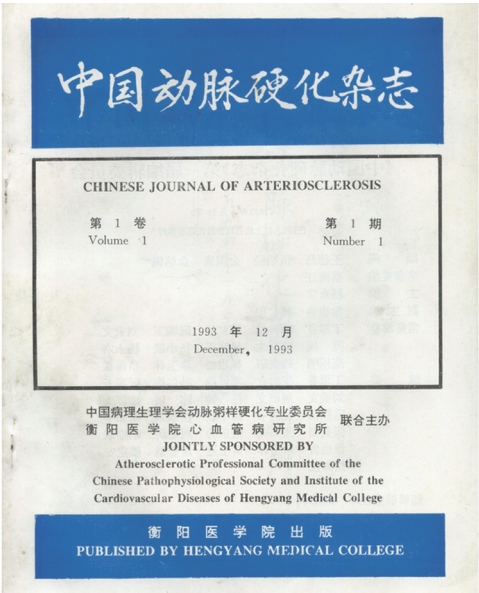 中国动脉硬化杂志
CHINESE JOURNAL OF ARTERIOSCLEROSIS
第 1 卷 第 1 期
Volume 1 Number 1
1993 年 12 月
December, 1993
中国病理生理学会动脉粥样硬化专业委员会
衡阳医学院心血管病研究所
联合主办
JOINTLY SPONSORED BY
Atherosclerotic Professional Committee of the
Chinese Pathophysiological Society and Institute of the
Cardiovascular Diseases of Hengyang Medical College
衡阳医学院出版
PUBLISHED BY HENGYANG MEDICAL COLLEGE